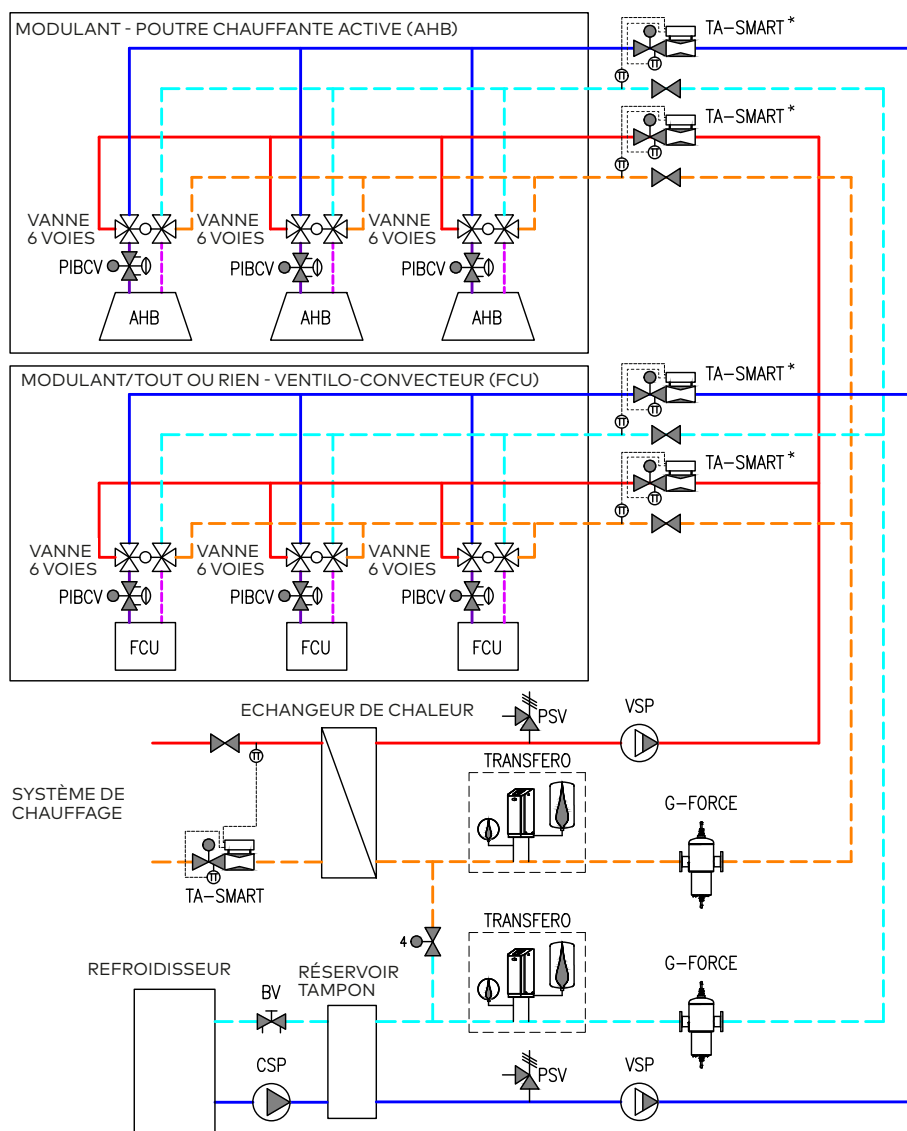 MODULANT - POUTRE CHAUFFANTE ACTIVE (AHB)
TA-SMART*
TA-SMART*
VANNE
6 VOIES
VANNE
6 VOIES
VANNE
6 VOIES
PIBCV
PIBCV
PIBCV
AHB
AHB
AHB
MODULANT/TOUT OU RIEN - VENTILO-CONVECTEUR (FCU)
TA-SMART*
TA-SMART*
VANNE
6 VOIES
VANNE
6 VOIES
VANNE
6 VOIES
PIBCV
PIBCV
PIBCV
FCU
FCU
FCU
ECHANGEUR DE CHALEUR
PSV
VSP
TRANSFERO
SYSTÈME DE
CHAUFFAGE
G-FORCE
TA-SMART
4
TRANSFERO
REFROIDISSEUR
RÉSERVOIR
TAMPON
G-FORCE
BV
CSP
PSV
VSP